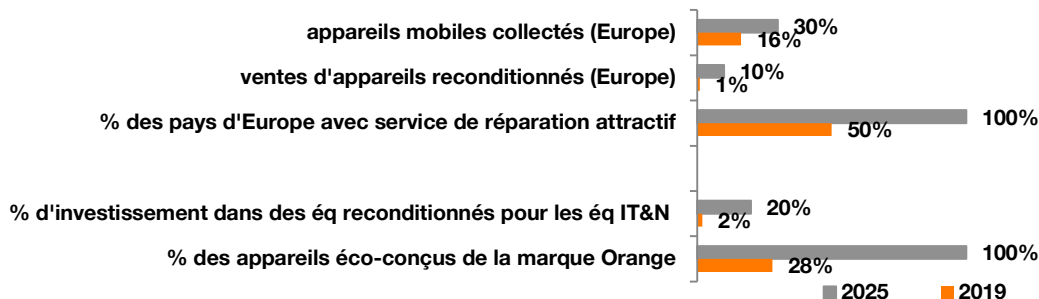 appareils mobiles collectés (Europe)
30%
16%
ventes d'appareils reconditionnés (Europe)
10%
1%
% des pays d'Europe avec service de réparation attractif
100%
50%
% d'investissement dans des éq reconditionnés pour les éq IT&N
20%
2%
% des appareils éco-conçus de la marque Orange
100%
28%
2025 2019